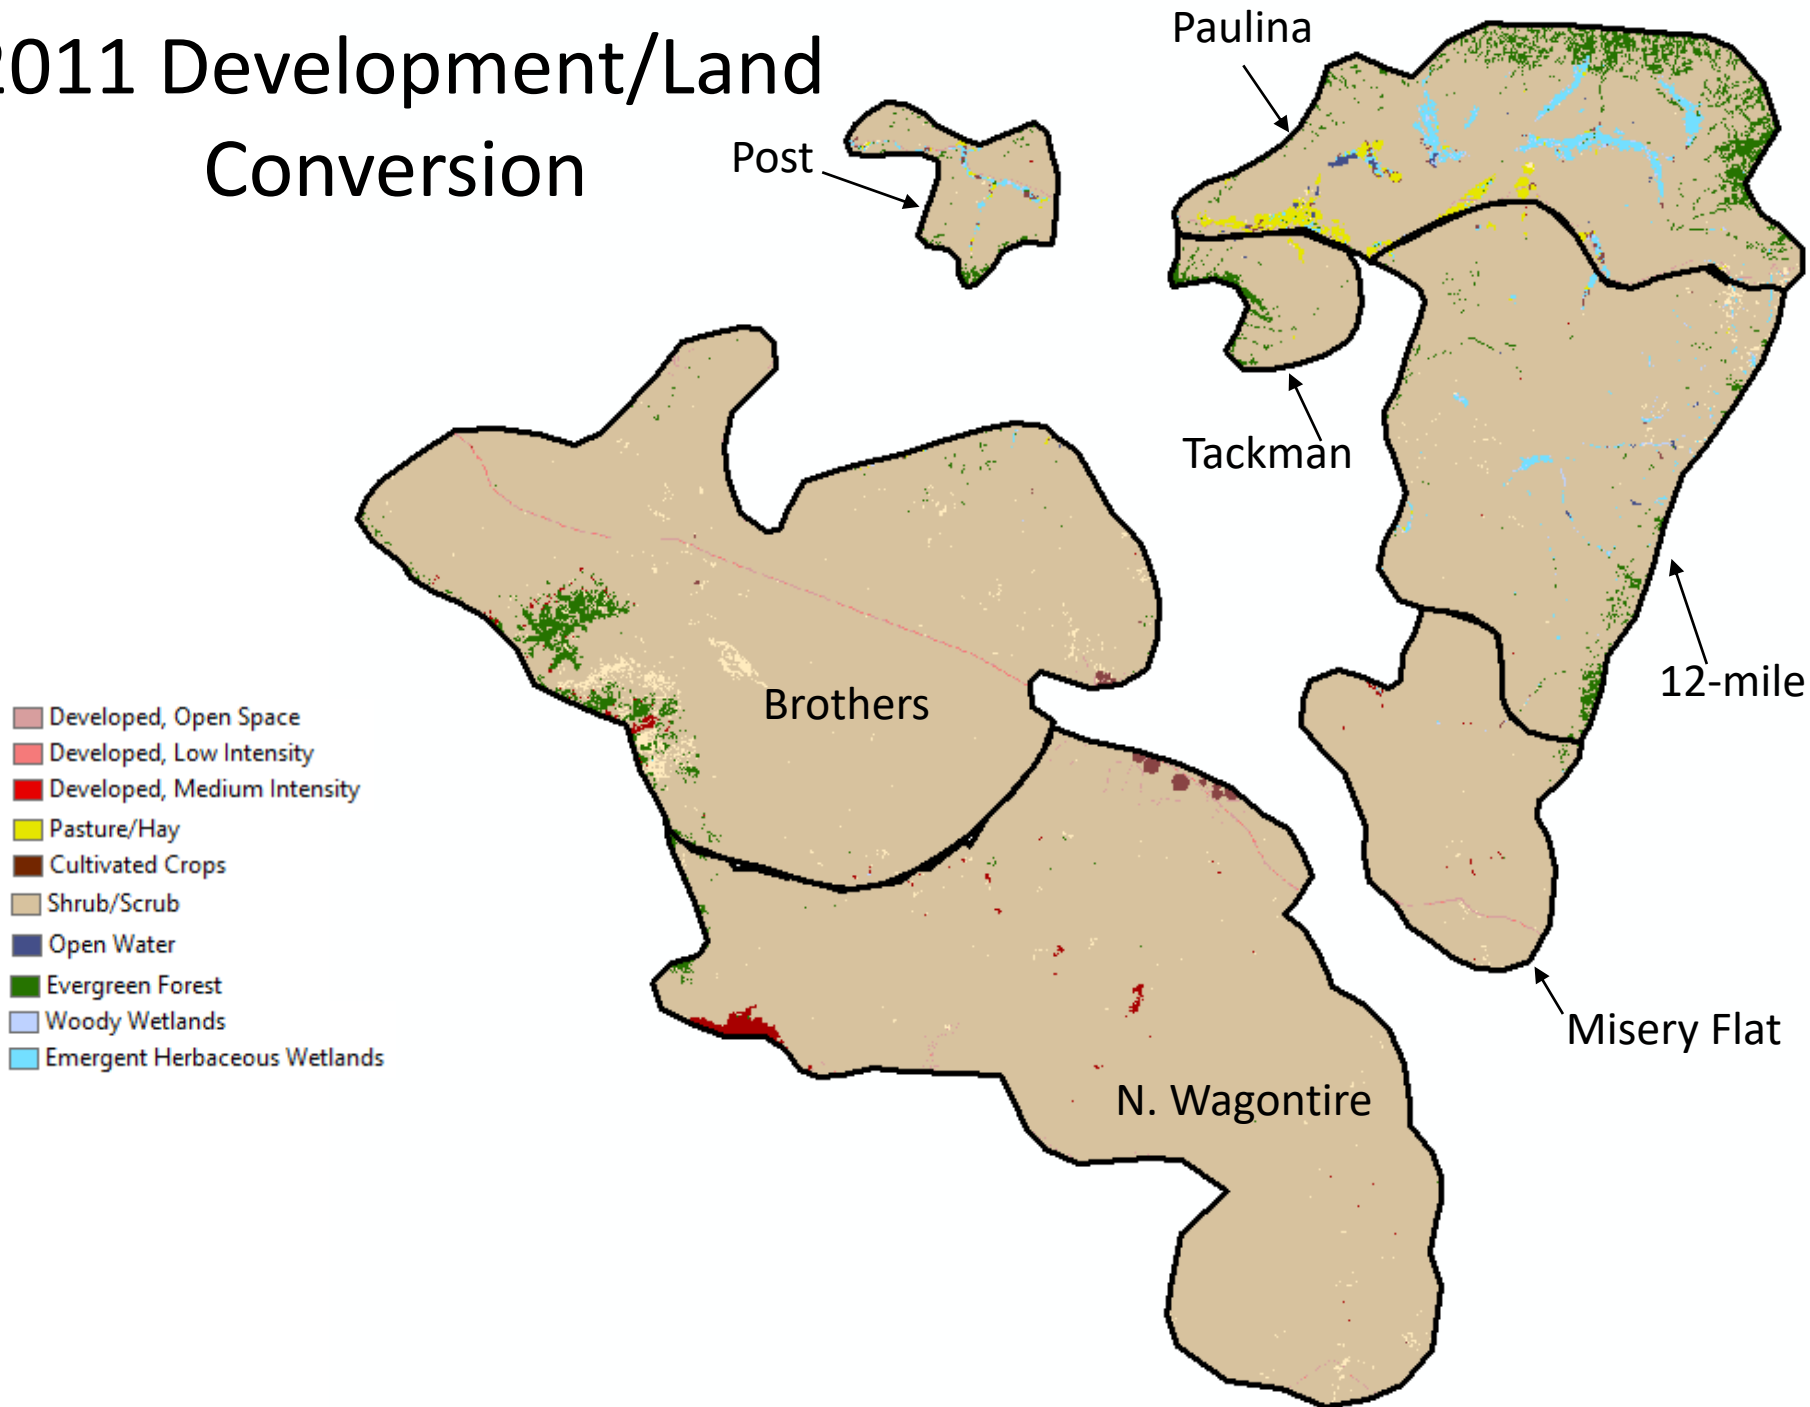 2011 Development/Land
Conversion
Paulina
Post
Tackman
12-mile
Brothers
Misery Flat
N. Wagontire
Developed, Open Space
Developed, Low Intensity
Developed, Medium Intensity
Pasture/Hay
Cultivated Crops
Shrub/Scrub
Open Water
Evergreen Forest
Woody Wetlands
Emergent Herbaceous Wetlands